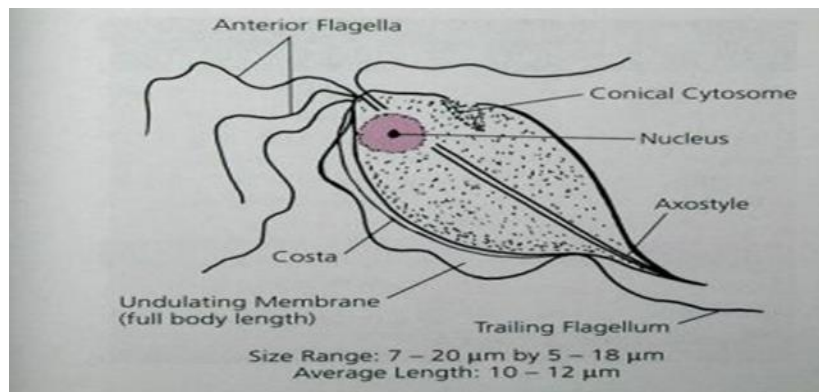 Anterior Flagella
Conical Cytosome
Nucleus
Axostyle
Costa
Undulating Membrane
(full body length)
Trailing Flagellum
Size Range: 7 – 20 μm by 5 – 18 μm
Average Length: 10 – 12 μm